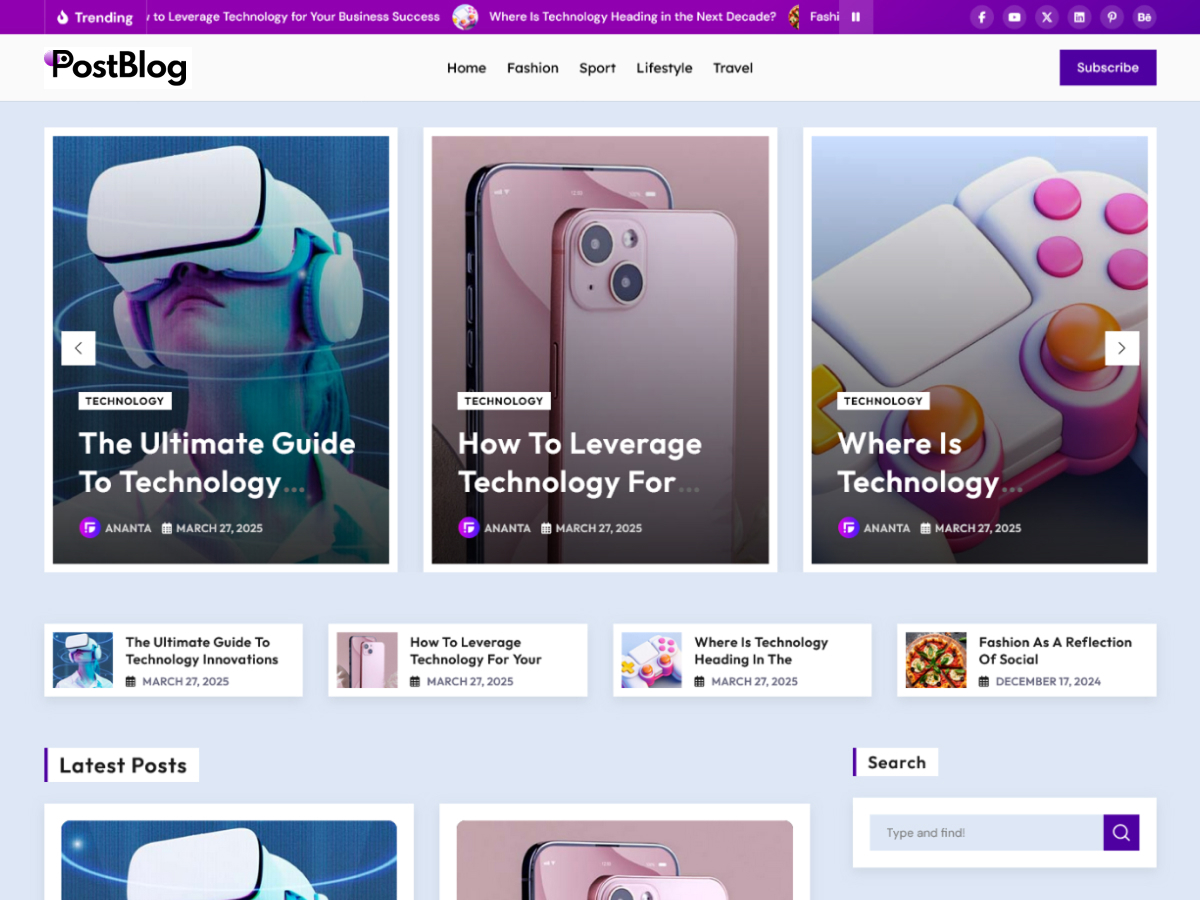 Trending
to Leverage Technology for Your Business Success
Where Is Technology Heading in the Next Decade?
Fashi
Bē
PostBlog
Home
Fashion
Sport
Lifestyle
Travel
Subscribe
TECHNOLOGY
The Ultimate Guide
To Technology...
ANANTA
MARCH 27, 2025
TECHNOLOGY
How To Leverage
Technology For...
ANANTA
MARCH 27, 2025
TECHNOLOGY
Where Is
Technology...
ANANTA
MARCH 27, 2025
The Ultimate Guide To
Technology Innovations
MARCH 27, 2025
How To Leverage
Technology For Your
MARCH 27, 2025
Where Is Technology
Heading In The
MARCH 27, 2025
Fashion As A Reflection
Of Social
DECEMBER 17, 2024
Latest Posts
Search
Type and find!